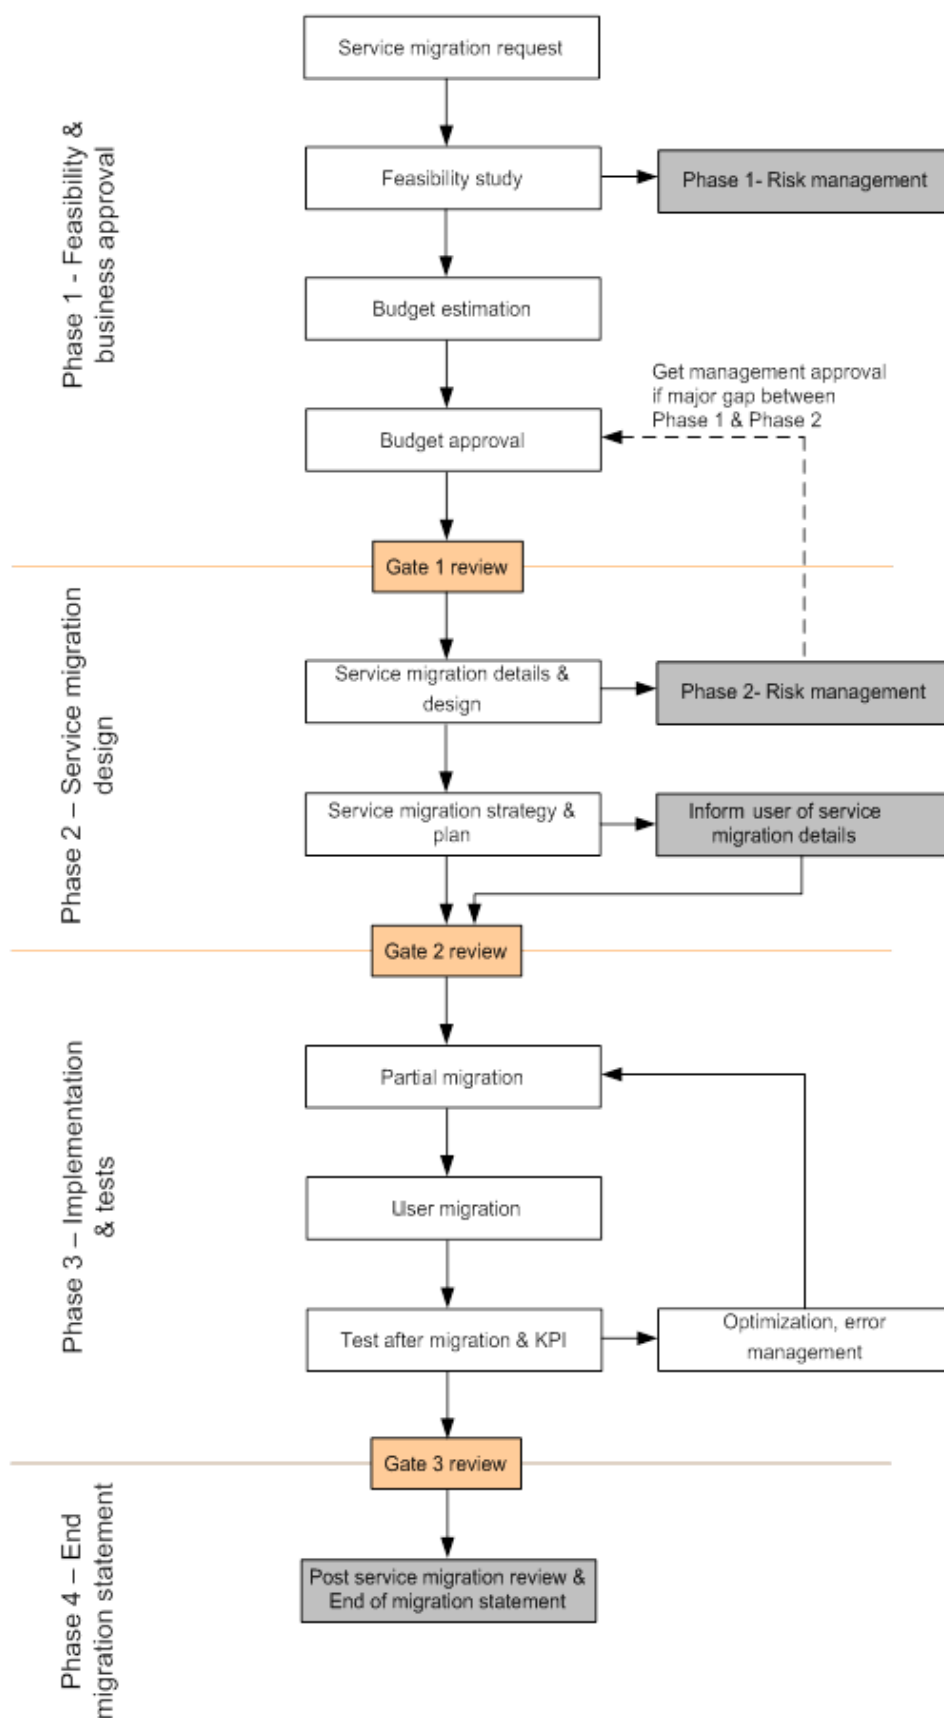 Service migration request
Phase 1 - Feasibility &
business approval
Feasibility study
Phase 1- Risk management
Budget estimation
Get management approval
if major gap between
Phase 1 & Phase 2
Budget approval
Gate 1 review
Phase 2 – Service migration
design
Service migration details &
design
Phase 2- Risk management
Service migration strategy &
plan
Inform user of service
migration details
Gate 2 review
Phase 3 – Implementation
& tests
Partial migration
User migration
Test after migration & KPI
Optimization, error
management
Gate 3 review
Phase 4 – End
migration statement
Post service migration review &
End of migration statement